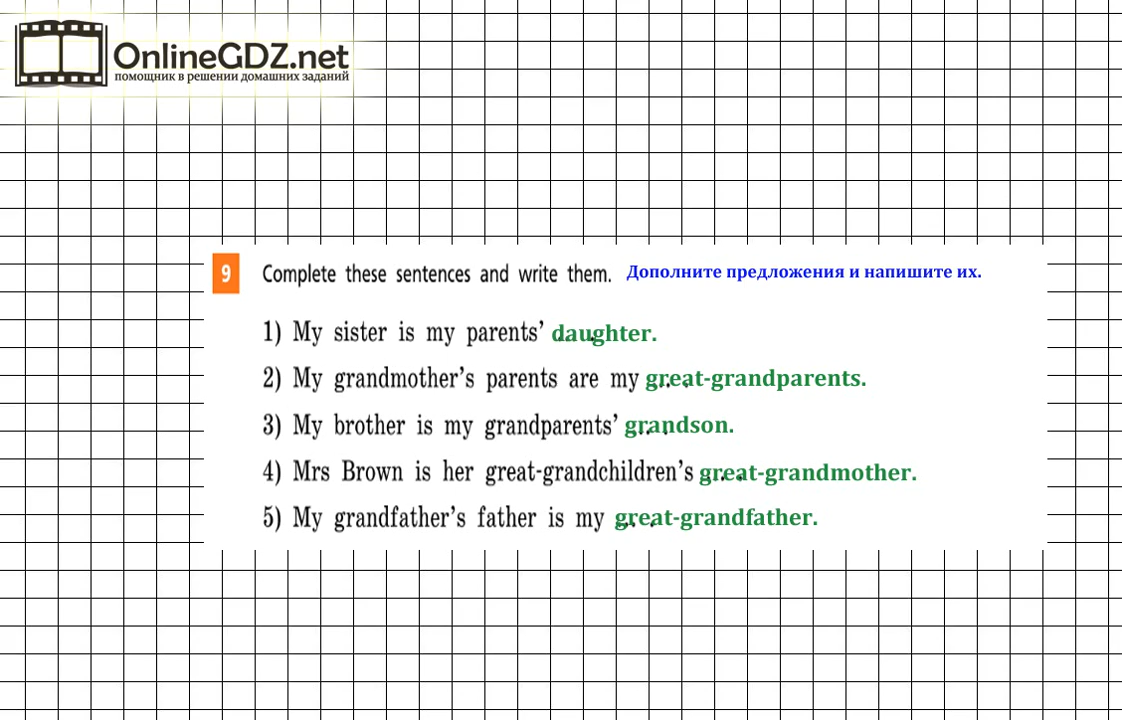 OnlineGDZ.net
помощник в решении домашних заданий
9 Complete these sentences and write them. Дополните предложения и напишите их.
1) My sister is my parents’ daughter.
2) My grandmother’s parents are my great-grandparents.
3) My brother is my grandparents’ grandson.
4) Mrs Brown is her great-grandchildren’s great-grandmother.
5) My grandfather’s father is my great-grandfather.